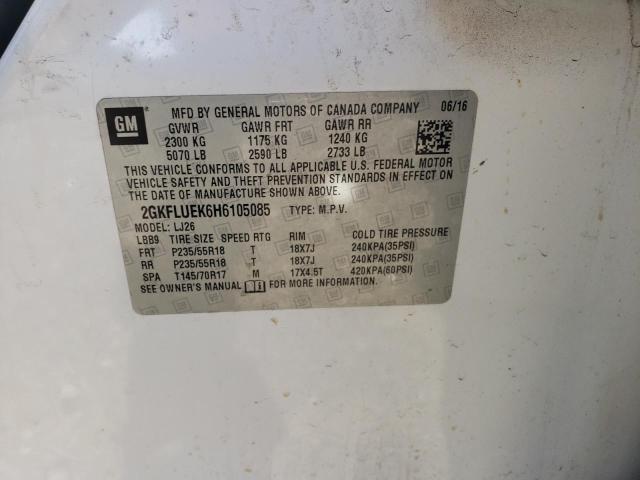 GM
MFD BY GENERAL MOTORS OF CANADA COMPANY 06/16
GVWR GAWR FRT GAWR RR
2300 KG 1175 KG 1240 KG
5070 LB 2590 LB 2733 LB
THIS VEHICLE CONFORMS TO ALL APPLICABLE U.S. FEDERAL MOTOR
VEHICLE SAFETY AND THEFT PREVENTION STANDARDS IN EFFECT ON
THE DATE OF MANUFACTURE SHOWN ABOVE.
2GKFLUEK6H6105085 TYPE: M.P.V.
MODEL: LJ26
LBB9 TIRE SIZE SPEED RTG RIM COLD TIRE PRESSURE
FRT P235/55R18 T 18X7J 240KPA(35PSI)
RR P235/55R18 T 18X7J 240KPA(35PSI)
SPA T145/70R17 M 17X4.5T 420KPA(60PSI)
SEE OWNER'S MANUAL FOR MORE INFORMATION